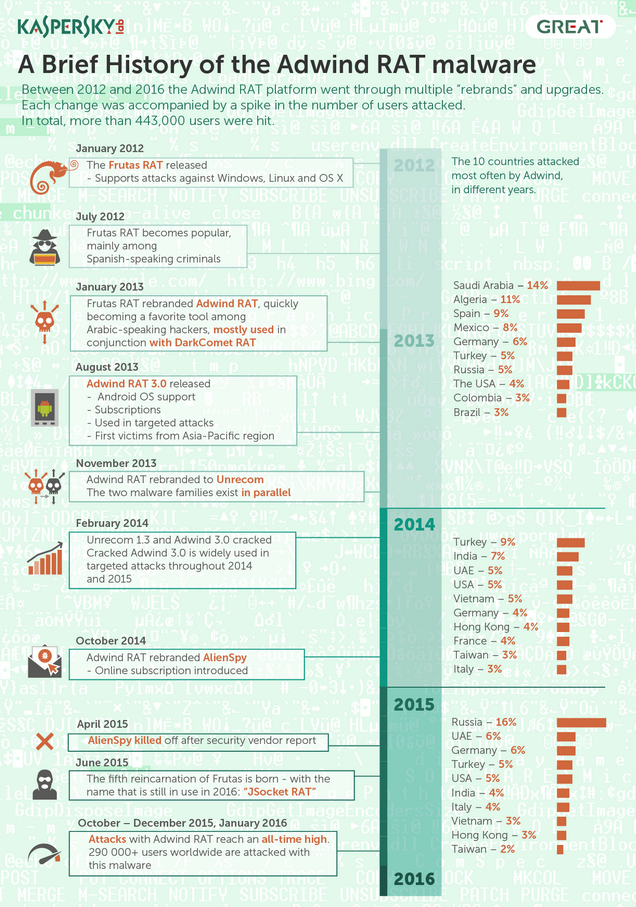 KASPERSKY lab
GREAT
A Brief History of the Adwind RAT malware
Between 2012 and 2016 the Adwind RAT platform went through multiple "rebrands" and upgrades.
Each change was accompanied by a spike in the number of users attacked.
In total, more than 443,000 users were hit.
January 2012
The Frutas RAT released
- Supports attacks against Windows, Linux and OS X
July 2012
Frutas RAT becomes popular,
mainly among
Spanish-speaking criminals
January 2013
Frutas RAT rebranded Adwind RAT, quickly
becoming a favorite tool among
Arabic-speaking hackers, mostly used in
conjunction with DarkComet RAT
August 2013
Adwind RAT 3.0 released
- Android OS support
- Subscriptions
- Used in targeted attacks
- First victims from Asia-Pacific region
November 2013
Adwind RAT rebranded to Unrecom
The two malware families exist in parallel
February 2014
Unrecom 1.3 and Adwind 3.0 cracked
Cracked Adwind 3.0 is widely used in
targeted attacks throughout 2014
and 2015
October 2014
Adwind RAT rebranded AlienSpy
- Online subscription introduced
April 2015
AlienSpy killed off after security vendor report
June 2015
The fifth reincarnation of Frutas is born - with the
name that is still in use in 2016: "JSocket RAT"
October – December 2015, January 2016
Attacks with Adwind RAT reach an all-time high.
290 000+ users worldwide are attacked with
this malware
2012
2013
2014
2015
2016
The 10 countries attacked
most often by Adwind,
in different years.
Saudi Arabia – 14%
Algeria – 11%
Spain – 9%
Mexico – 8%
Germany – 6%
Turkey – 5%
Russia – 5%
The USA – 4%
Colombia – 3%
Brazil – 3%
Turkey – 9%
India – 7%
UAE – 5%
USA – 5%
Vietnam – 5%
Germany – 4%
Hong Kong – 4%
France – 4%
Taiwan – 3%
Italy – 3%
Russia – 16%
UAE – 6%
Germany – 6%
Turkey – 5%
USA – 5%
India – 4%
Italy – 4%
Vietnam – 3%
Hong Kong – 3%
Taiwan – 2%